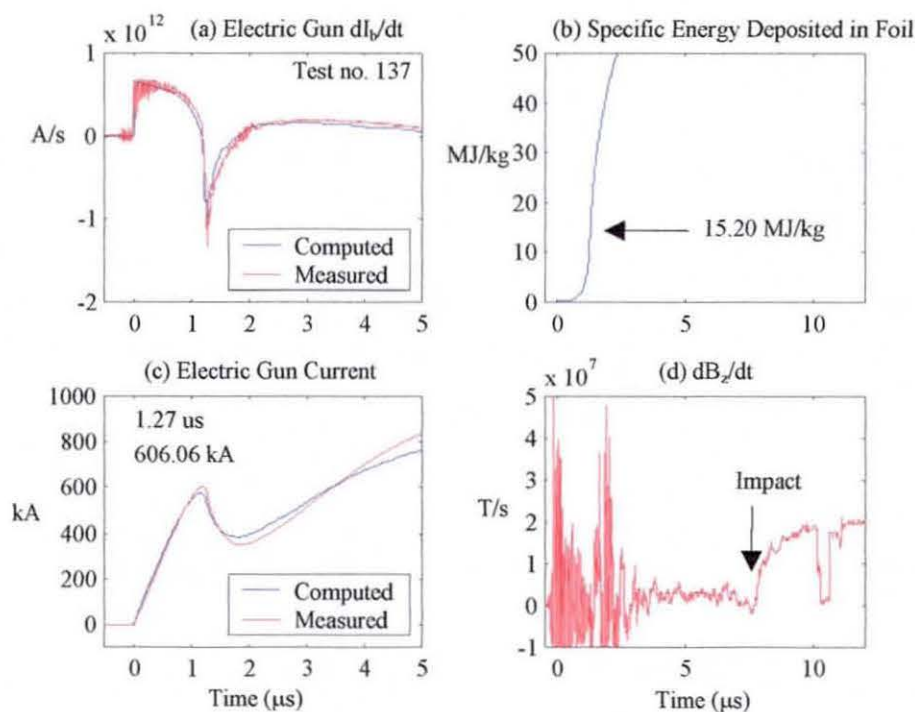 (a) Electric Gun dI_b/dt
x 10^12
Test no. 137
1
0
-1
-2
A/s
Computed
Measured
0 1 2 3 4 5
(b) Specific Energy Deposited in Foil
50
40
30
20
10
0
MJ/kg
15.20 MJ/kg
0 5 10
(c) Electric Gun Current
1000
800
600
400
200
0
kA
1.27 us
606.06 kA
Computed
Measured
0 1 2 3 4 5
Time (μs)
(d) dB_z/dt
x 10^7
5
4
3
2
1
0
-1
T/s
Impact
0 5 10
Time (μs)